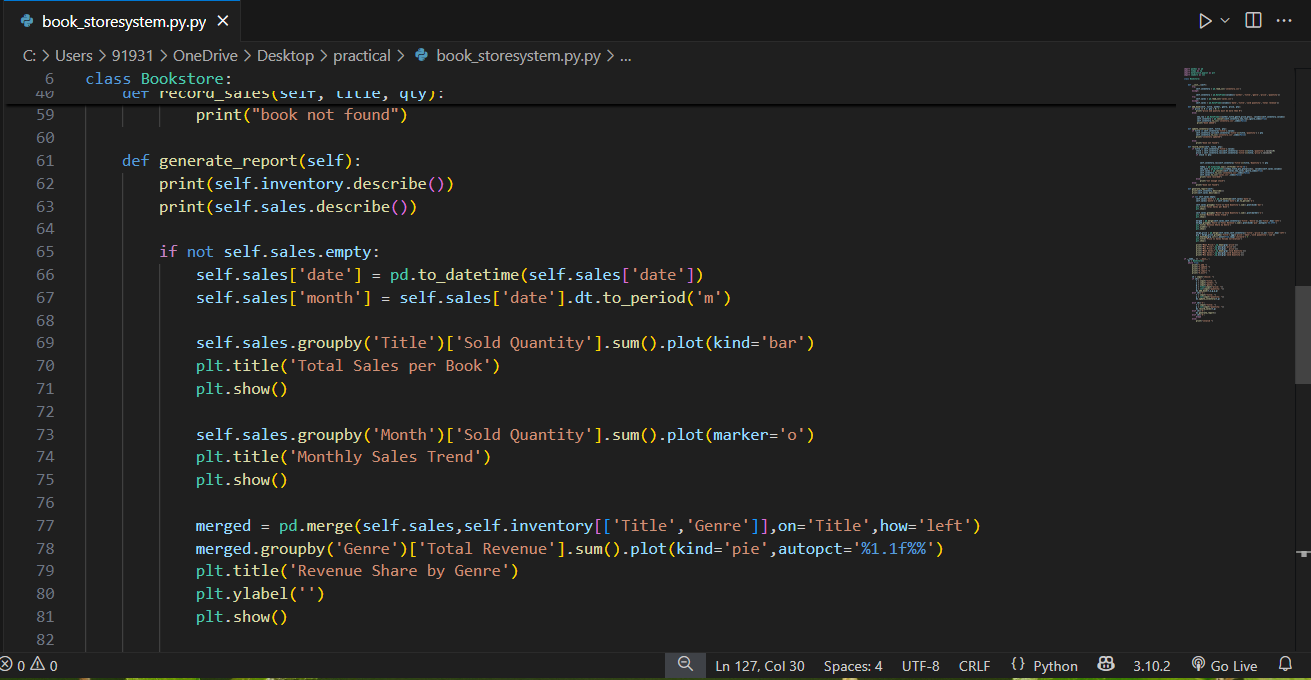 book_storesystem.py.py
C: > Users > 91931 > OneDrive > Desktop > practical > book_storesystem.py.py > ...
6 class Bookstore:
40 def record_sales(self, title, qty):
59 print("book not found")
60
61 def generate_report(self):
62 print(self.inventory.describe())
63 print(self.sales.describe())
64
65 if not self.sales.empty:
66 self.sales['date'] = pd.to_datetime(self.sales['date'])
67 self.sales['month'] = self.sales['date'].dt.to_period('m')
68
69 self.sales.groupby('Title')['Sold Quantity'].sum().plot(kind='bar')
70 plt.title('Total Sales per Book')
71 plt.show()
72
73 self.sales.groupby('Month')['Sold Quantity'].sum().plot(marker='o')
74 plt.title('Monthly Sales Trend')
75 plt.show()
76
77 merged = pd.merge(self.sales,self.inventory[['Title','Genre']],on='Title',how='left')
78 merged.groupby('Genre')['Total Revenue'].sum().plot(kind='pie',autopct='%1.1f%%')
79 plt.title('Revenue Share by Genre')
80 plt.ylabel('')
81 plt.show()
82
0 0 Ln 127, Col 30 Spaces: 4 UTF-8 CRLF {} Python 3.10.2 Go Live